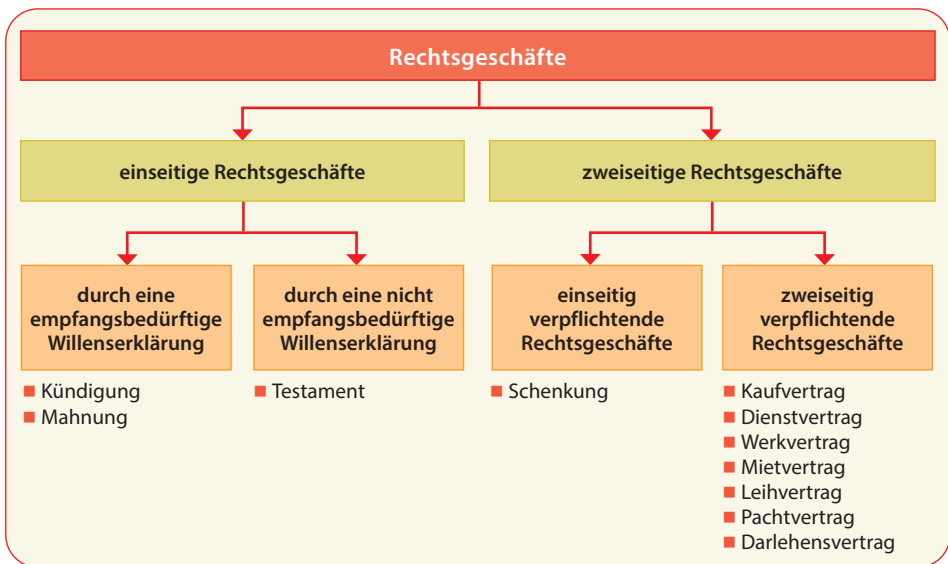 Rechtsgeschäfte
einseitige Rechtsgeschäfte
zweiseitige Rechtsgeschäfte
durch eine
empfangsbedürftige
Willenserklärung
durch eine nicht
empfangsbedürftige
Willenserklärung
einseitig
verpflichtende
Rechtsgeschäfte
zweiseitig
verpflichtende
Rechtsgeschäfte
■ Kündigung
■ Mahnung
■ Testament
■ Schenkung
■ Kaufvertrag
■ Dienstvertrag
■ Werkvertrag
■ Mietvertrag
■ Leihvertrag
■ Pachtvertrag
■ Darlehensvertrag